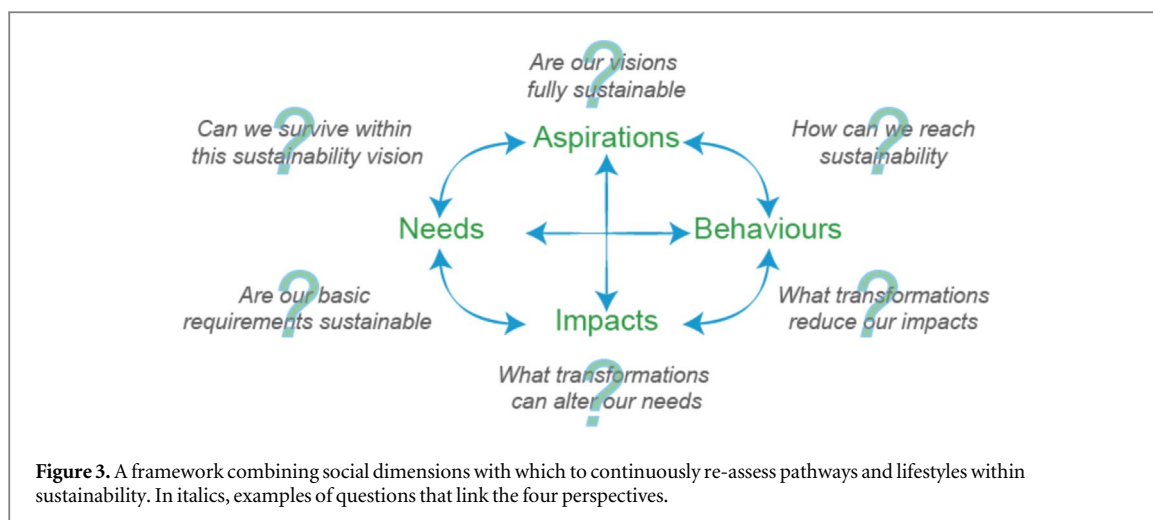 Are our visions
fully sustainable
?
Can we survive within
this sustainability vision
?
Aspirations
How can we reach
sustainability
?
Needs
Behaviours
Are our basic
requirements sustainable
?
Impacts
What transformations
reduce our impacts
?
What transformations
can alter our needs
?
Figure 3. A framework combining social dimensions with which to continuously re-assess pathways and lifestyles within
sustainability. In italics, examples of questions that link the four perspectives.